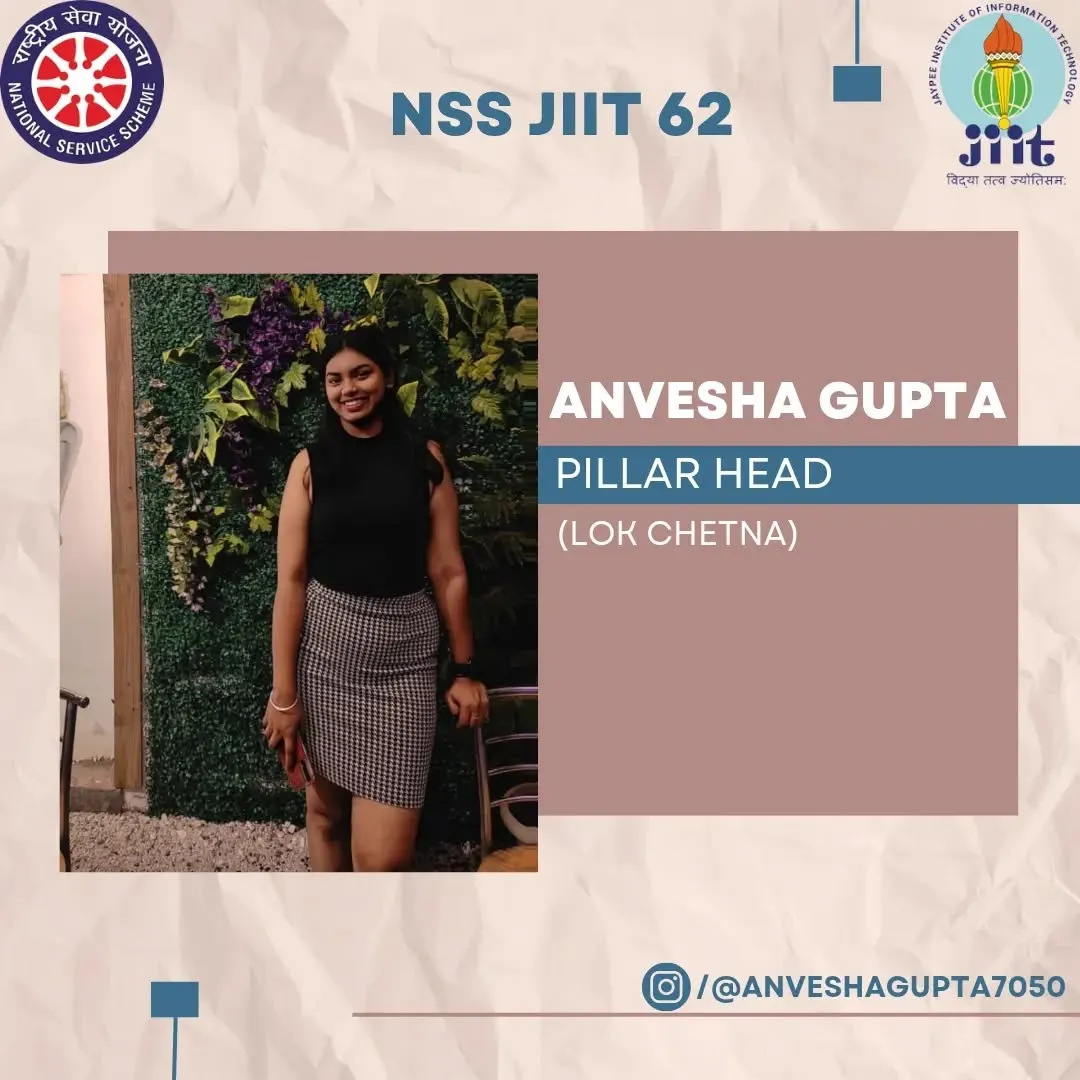 राष्ट्रीय सेवा योजना
NATIONAL SERVICE SCHEME
NSS JIIT 62
JAYPEE INSTITUTE OF INFORMATION TECHNOLOGY
jiit
विद्या तत्व ज्योतिसम:
ANVESHA GUPTA
PILLAR HEAD
(LOK CHETNA)
/@ANVESHAGUPTA7050